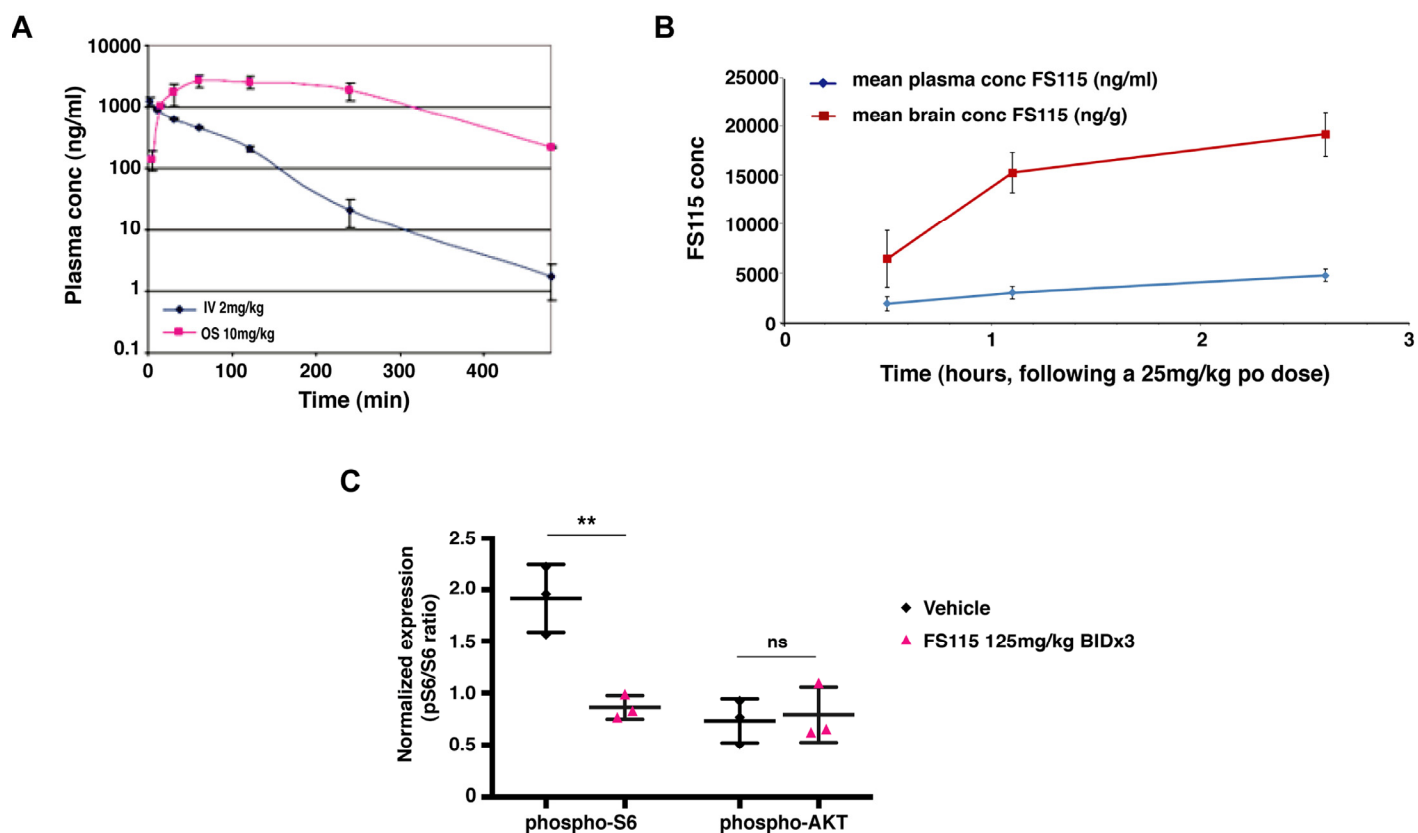 A
10000
1000
100
10
1
0.1
Plasma conc (ng/ml)
IV 2mg/kg
OS 10mg/kg
0 100 200 300 400
Time (min)
B
25000
20000
15000
10000
5000
0
FS115 conc
mean plasma conc FS115 (ng/ml)
mean brain conc FS115 (ng/g)
0 1 2 3
Time (hours, following a 25mg/kg po dose)
C
Normalized expression
(pS6/S6 ratio)
2.5
2.0
1.5
1.0
0.5
0
**
ns
phospho-S6 phospho-AKT
Vehicle
FS115 125mg/kg BIDx3